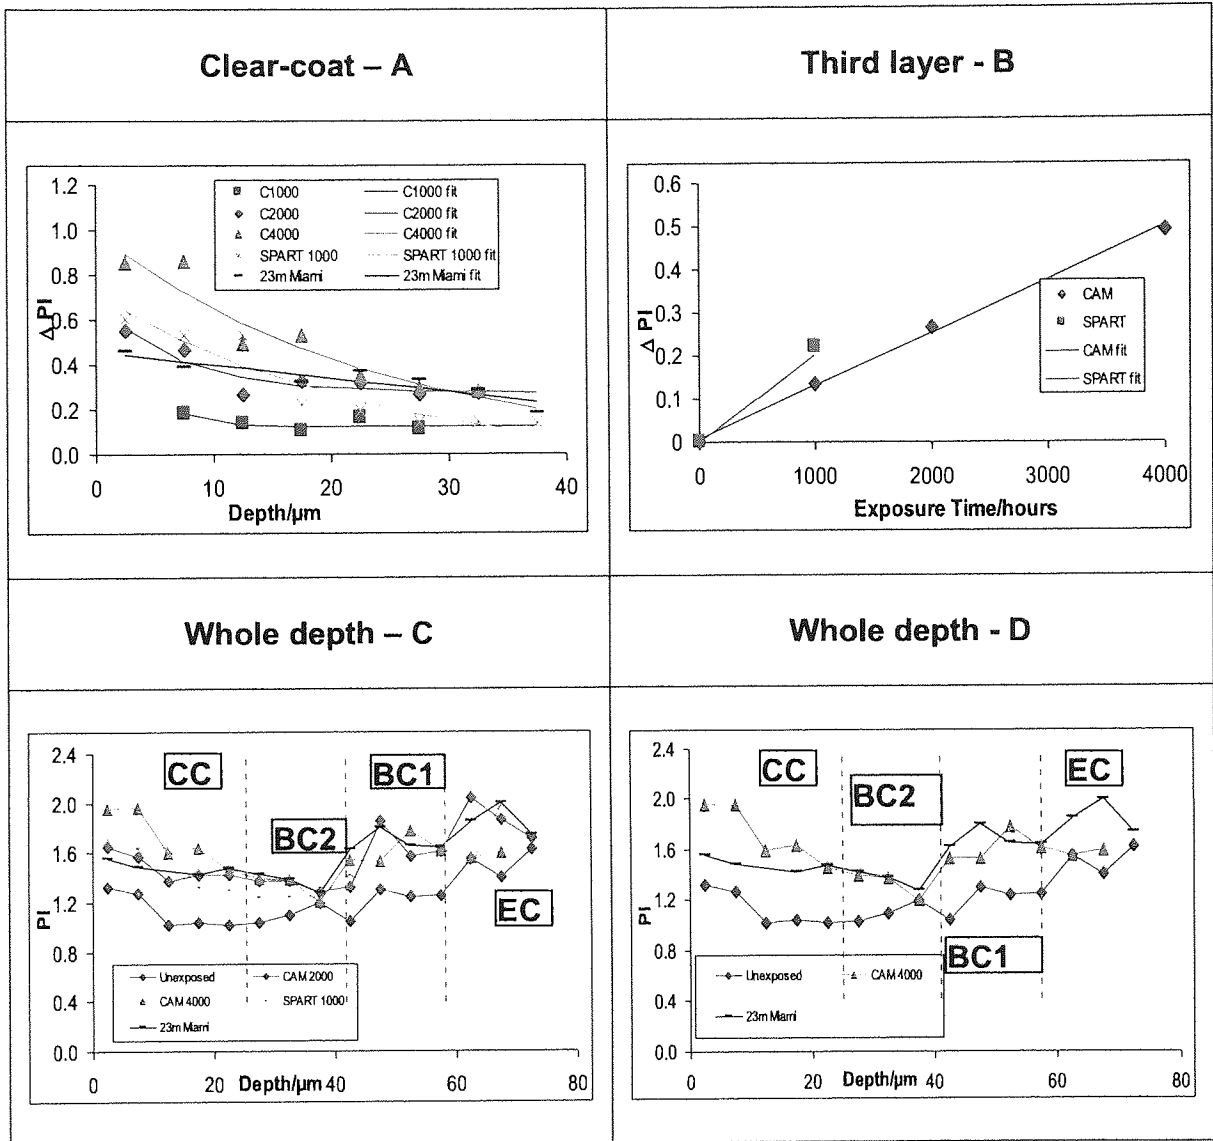 Clear-coat – A
Third layer - B
1.2
1.0
0.8
0.6
0.4
0.2
0.0
Δ PI
C1000
C1000 fit
C2000
C2000 fit
C4000
C4000 fit
SPART 1000
SPART 1000 fit
23m Miami
23m Miami fit
0 10 20 30 40
Depth/µm
0.6
0.5
0.4
0.3
0.2
0.1
0
Δ PI
CAM
SPART
CAM fit
SPART fit
0 1000 2000 3000 4000
Exposure Time/hours
Whole depth – C
Whole depth - D
2.4
2.0
1.6
1.2
0.8
0.4
0.0
PI
CC
BC1
BC2
EC
Unexposed
CAM 2000
CAM 4000
SPART 1000
23m Miami
0 20 40 60 80
Depth/µm
2.4
2.0
1.6
1.2
0.8
0.4
0.0
PI
CC
EC
BC2
BC1
Unexposed
CAM 4000
23m Miami
0 20 40 60 80
Depth/µm